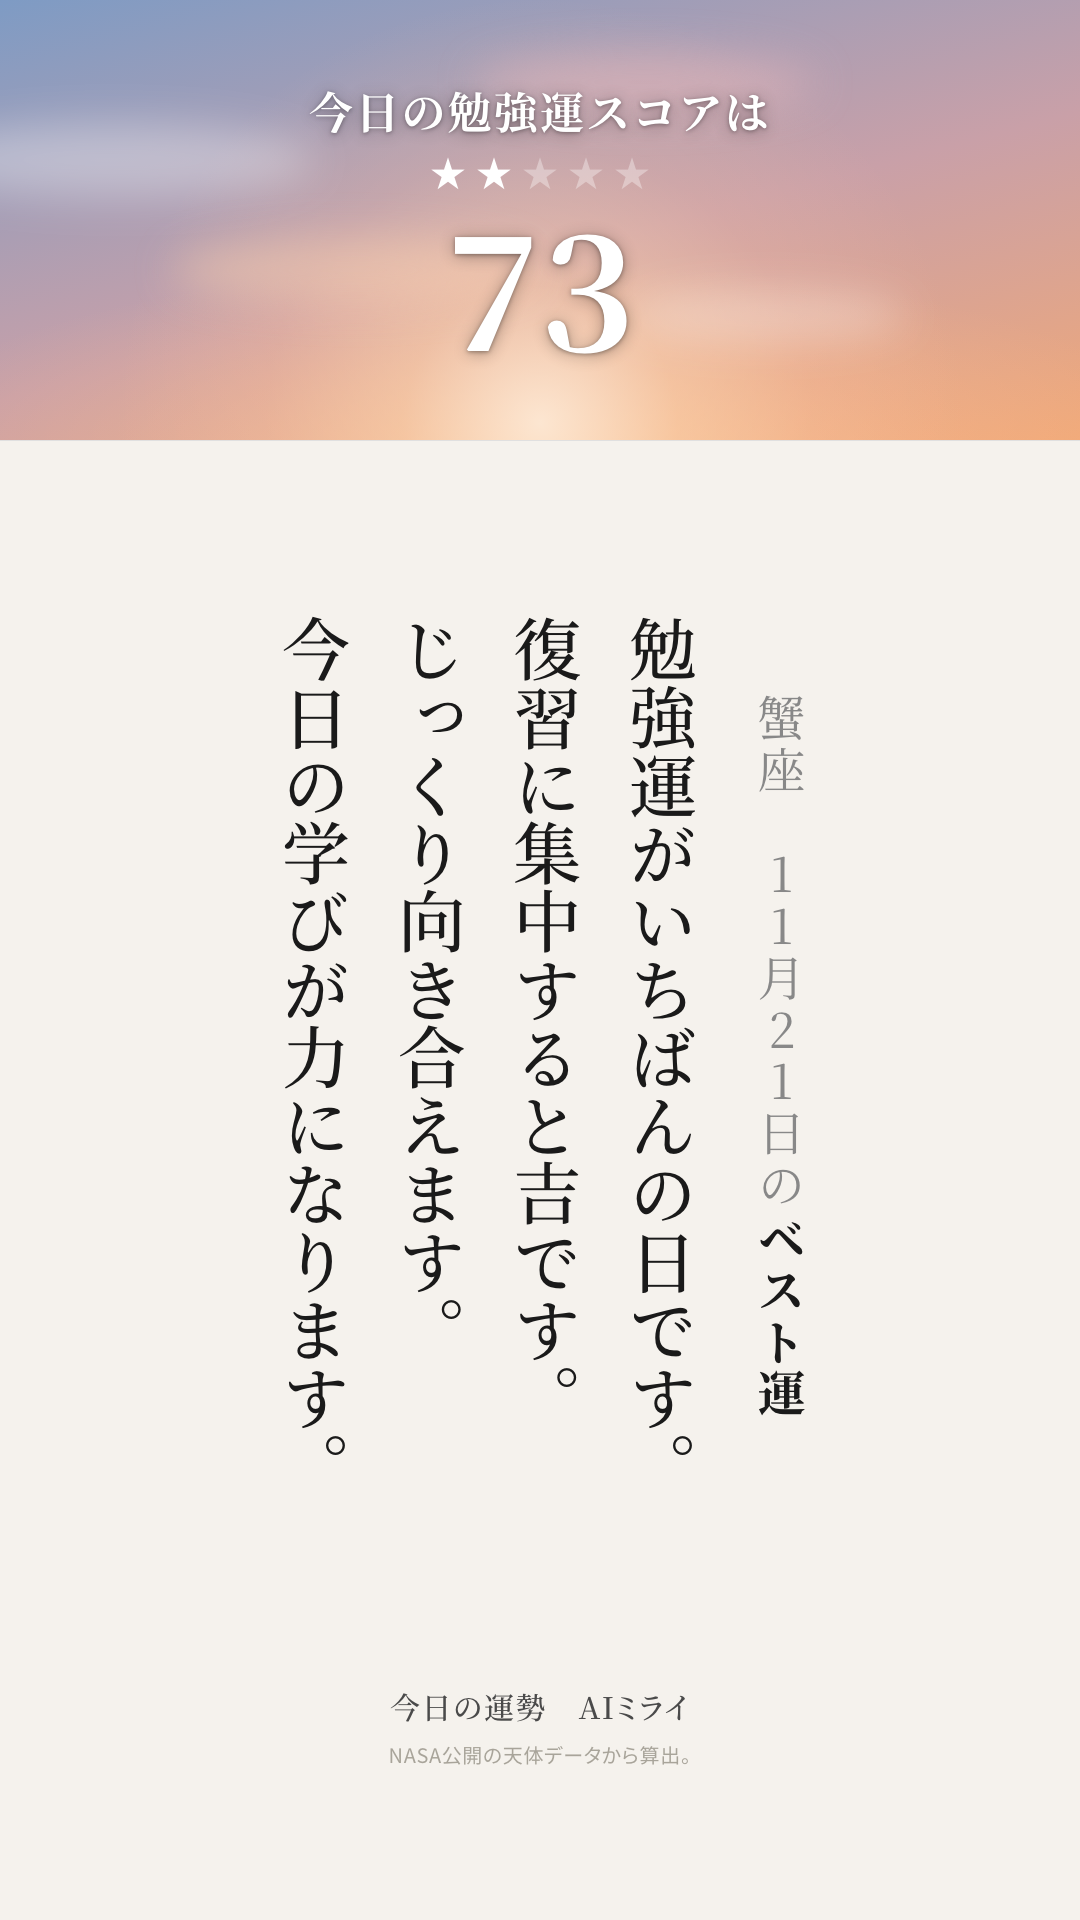 今日の勉強運スコアは
★★★★★
73
蟹座　11月21日のベスト運
勉強運がいちばんの日です。
復習に集中すると吉です。
じっくり向き合えます。
今日の学びが力になります。
今日の運勢　AIミライ
NASA公開の天体データから算出。